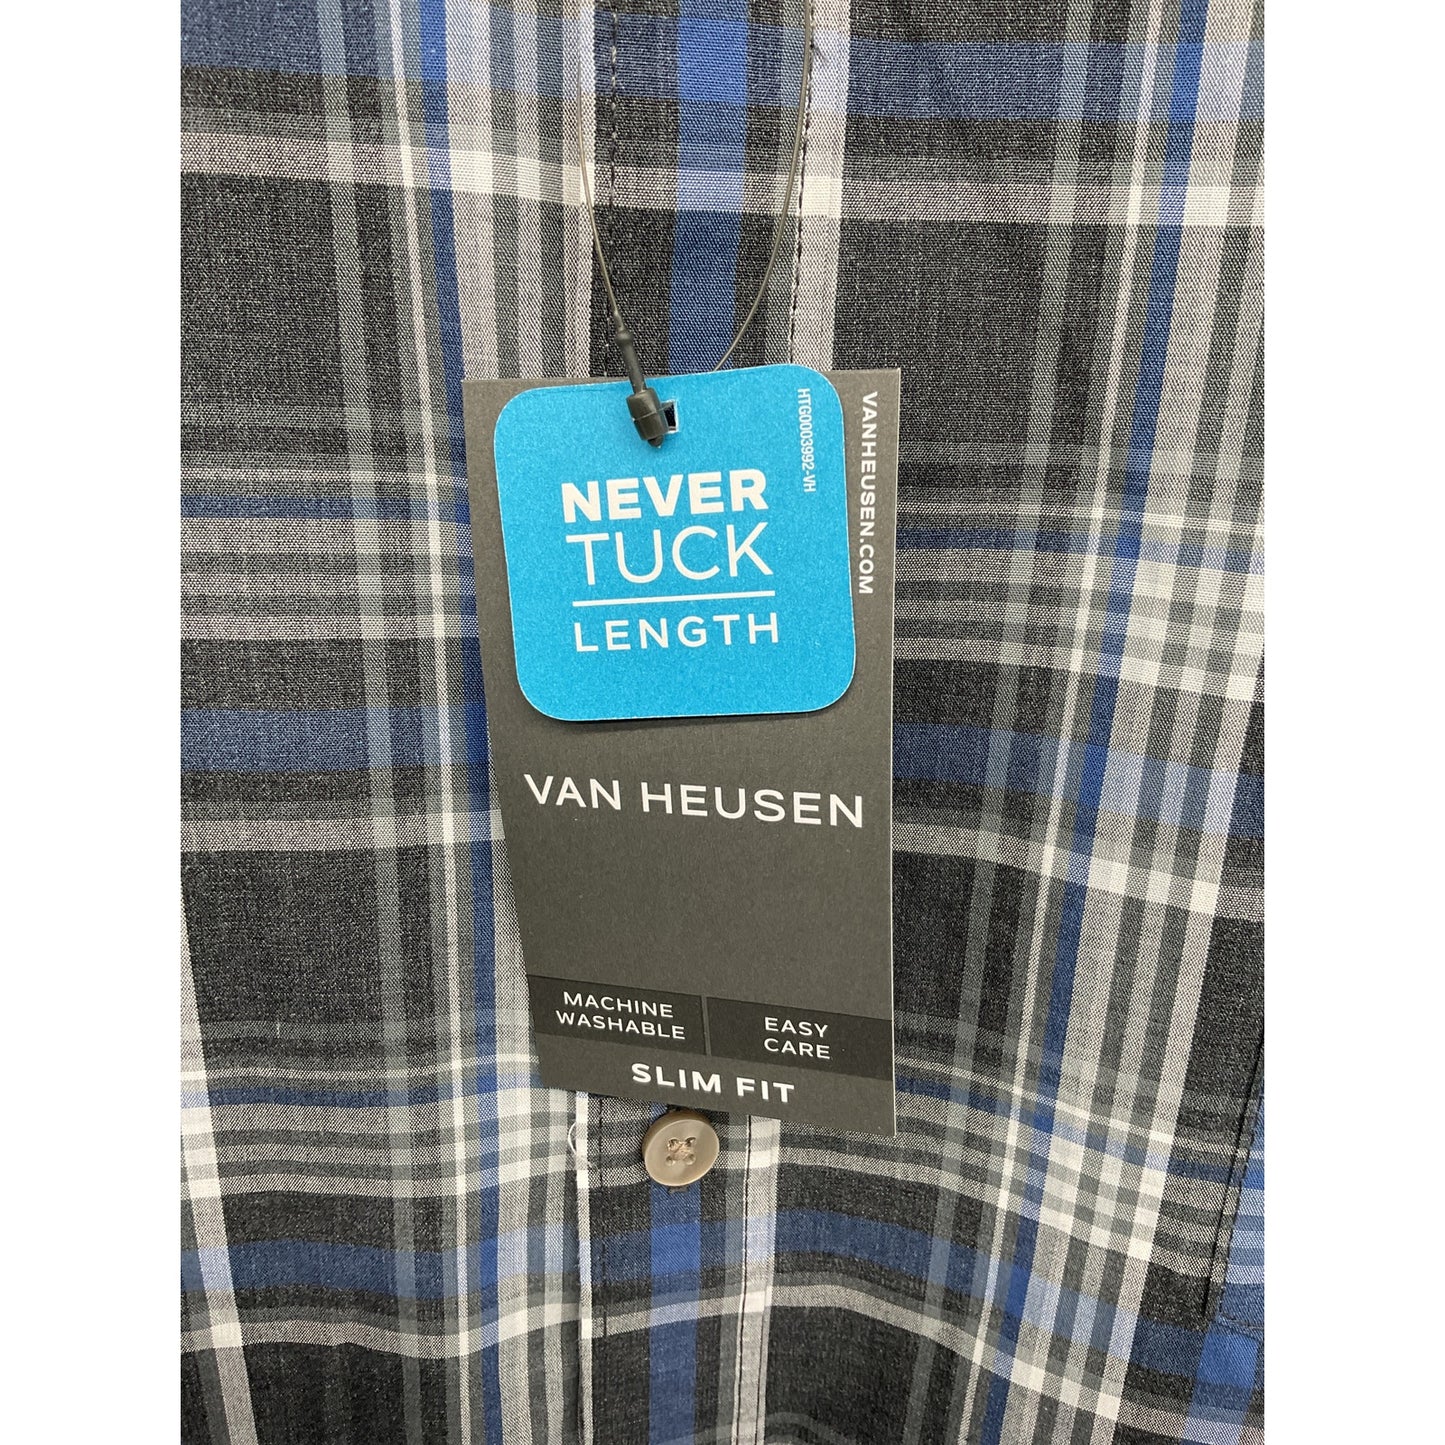 NEVER
TUCK
LENGTH
HTG0003992-VH
VANHEUSEN.COM
VAN HEUSEN
MACHINE
WASHABLE
EASY
CARE
SLIM FIT